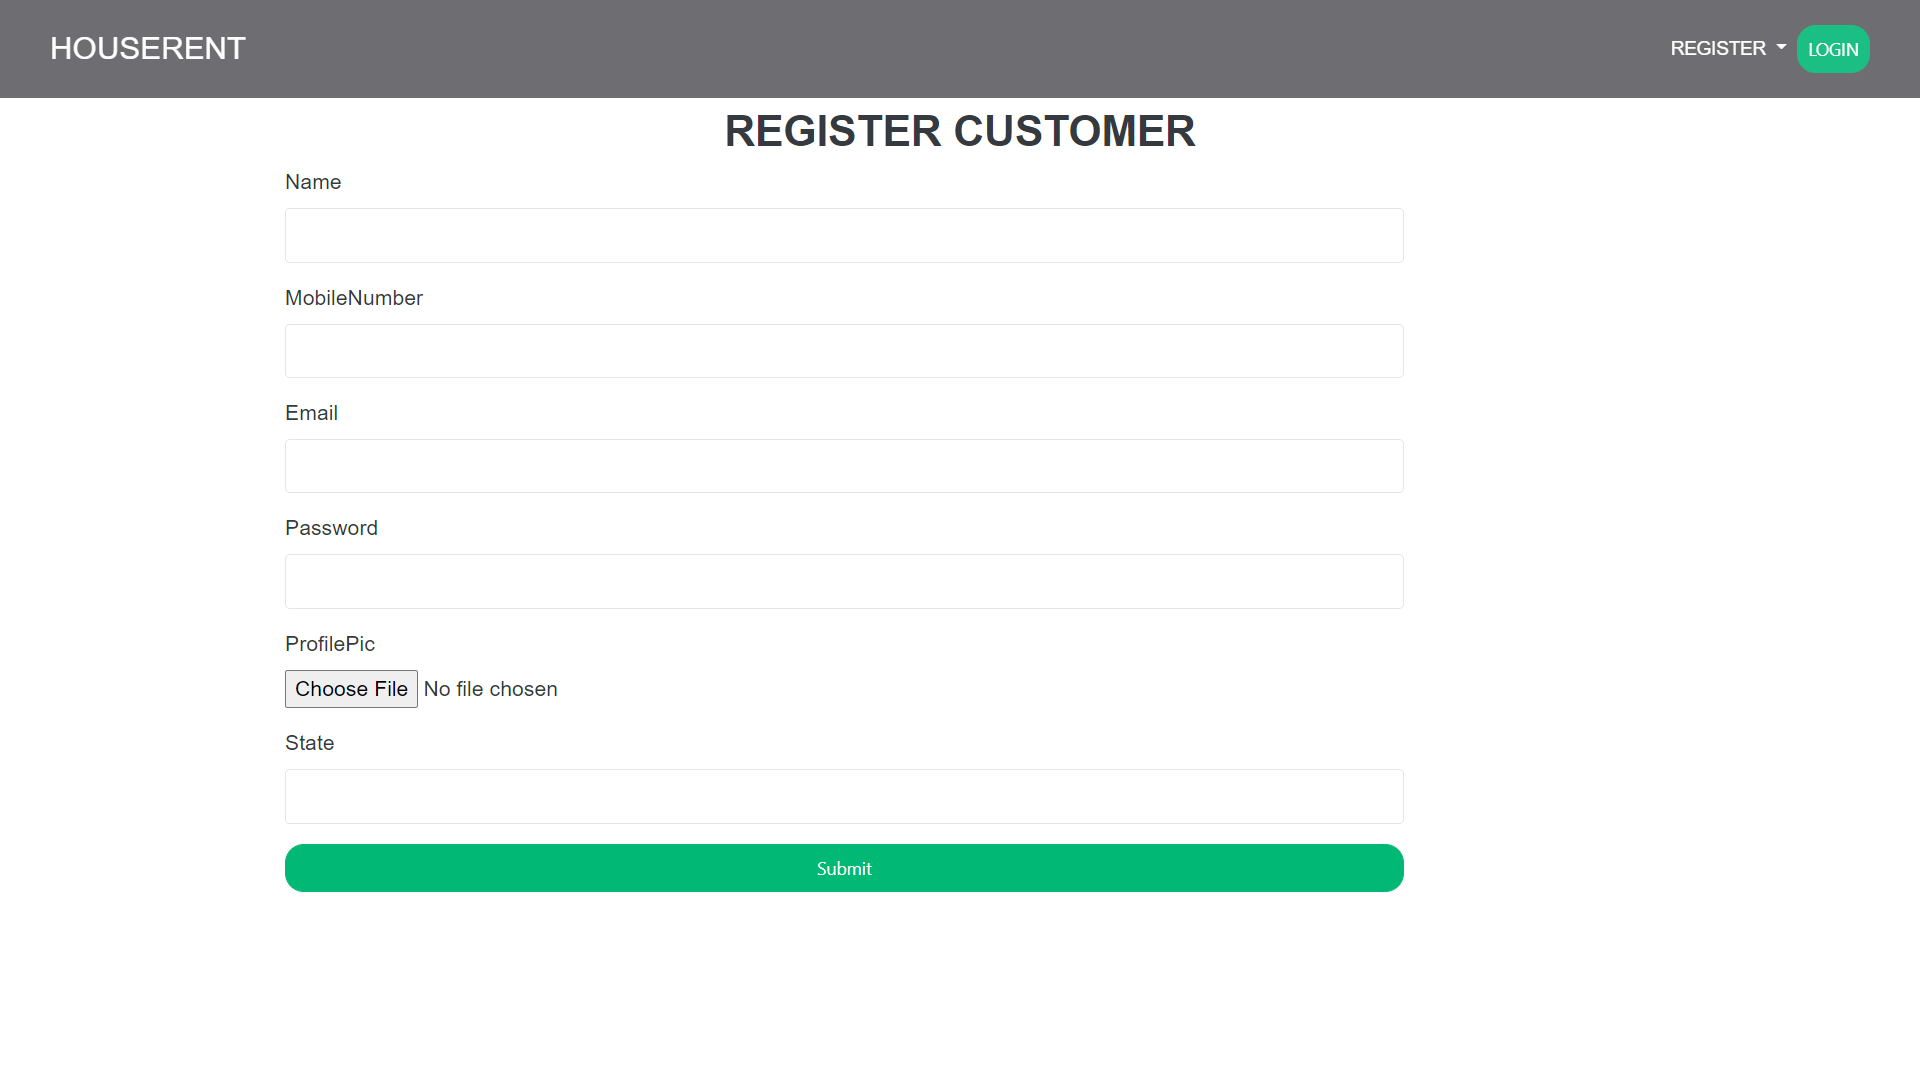 HOUSERENT
REGISTER
LOGIN
REGISTER CUSTOMER
Name
MobileNumber
Email
Password
ProfilePic
Choose File No file chosen
State
Submit